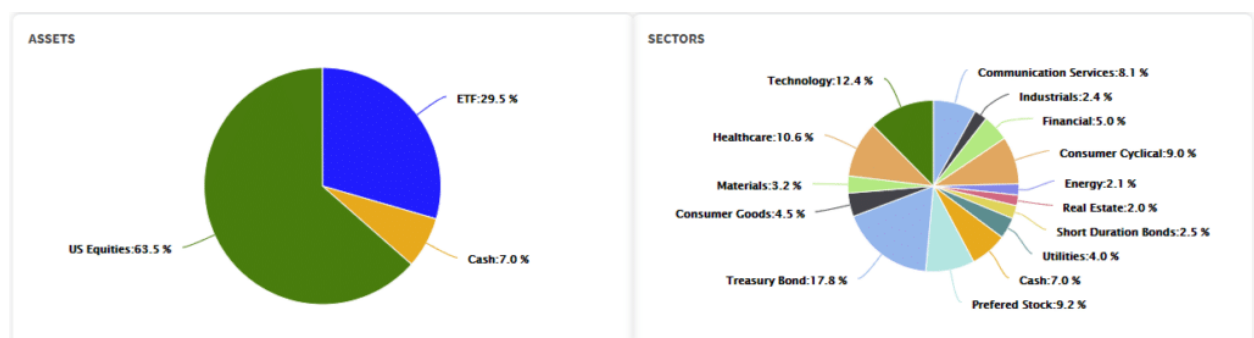 ASSETS
ETF:29.5 %
Cash:7.0 %
US Equities:63.5 %
SECTORS
Communication Services:8.1 %
Industrials:2.4 %
Financial:5.0 %
Consumer Cyclical:9.0 %
Energy:2.1 %
Real Estate:2.0 %
Short Duration Bonds:2.5 %
Utilities:4.0 %
Cash:7.0 %
Prefered Stock:9.2 %
Treasury Bond:17.8 %
Consumer Goods:4.5 %
Materials:3.2 %
Healthcare:10.6 %
Technology:12.4 %